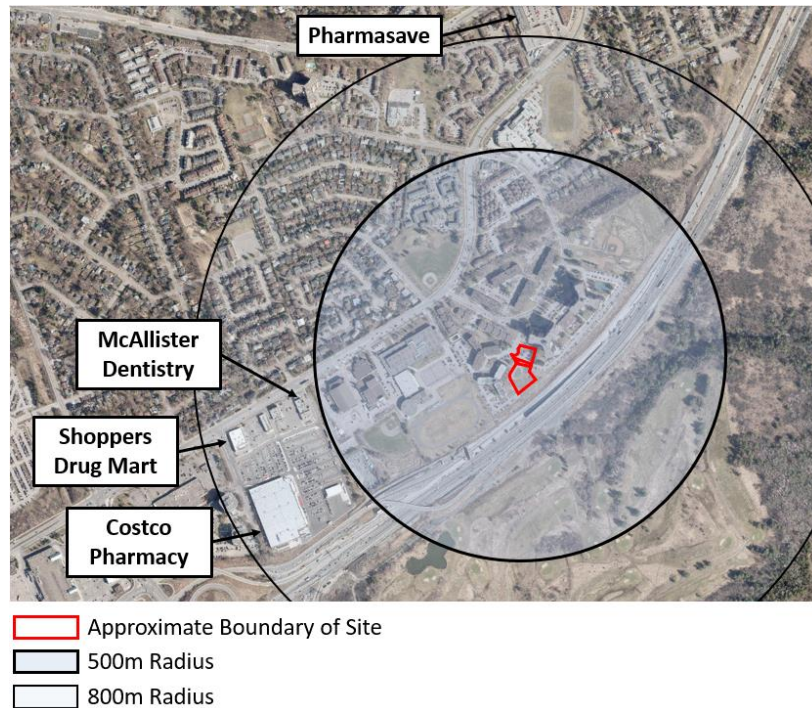 Pharmasave
McAllister
Dentistry
Shoppers
Drug Mart
Costco
Pharmacy
Approximate Boundary of Site
500m Radius
800m Radius